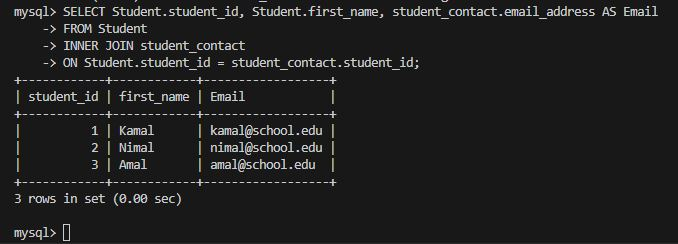 mysql> SELECT Student.student_id, Student.first_name, student_contact.email_address AS Email
    -> FROM Student
    -> INNER JOIN student_contact
    -> ON Student.student_id = student_contact.student_id;
+------------+------------+------------------+
| student_id | first_name | Email            |
+------------+------------+------------------+
|          1 | Kamal      | kamal@school.edu |
|          2 | Nimal      | nimal@school.edu |
|          3 | Amal       | amal@school.edu  |
+------------+------------+------------------+
3 rows in set (0.00 sec)
mysql>